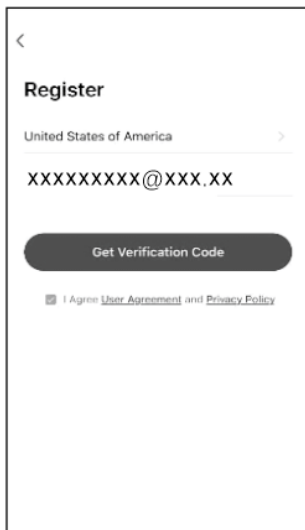 Register
United States of America
XXXXXXXXX@XXX.XX
Get Verification Code
I Agree User Agreement and Privacy Policy